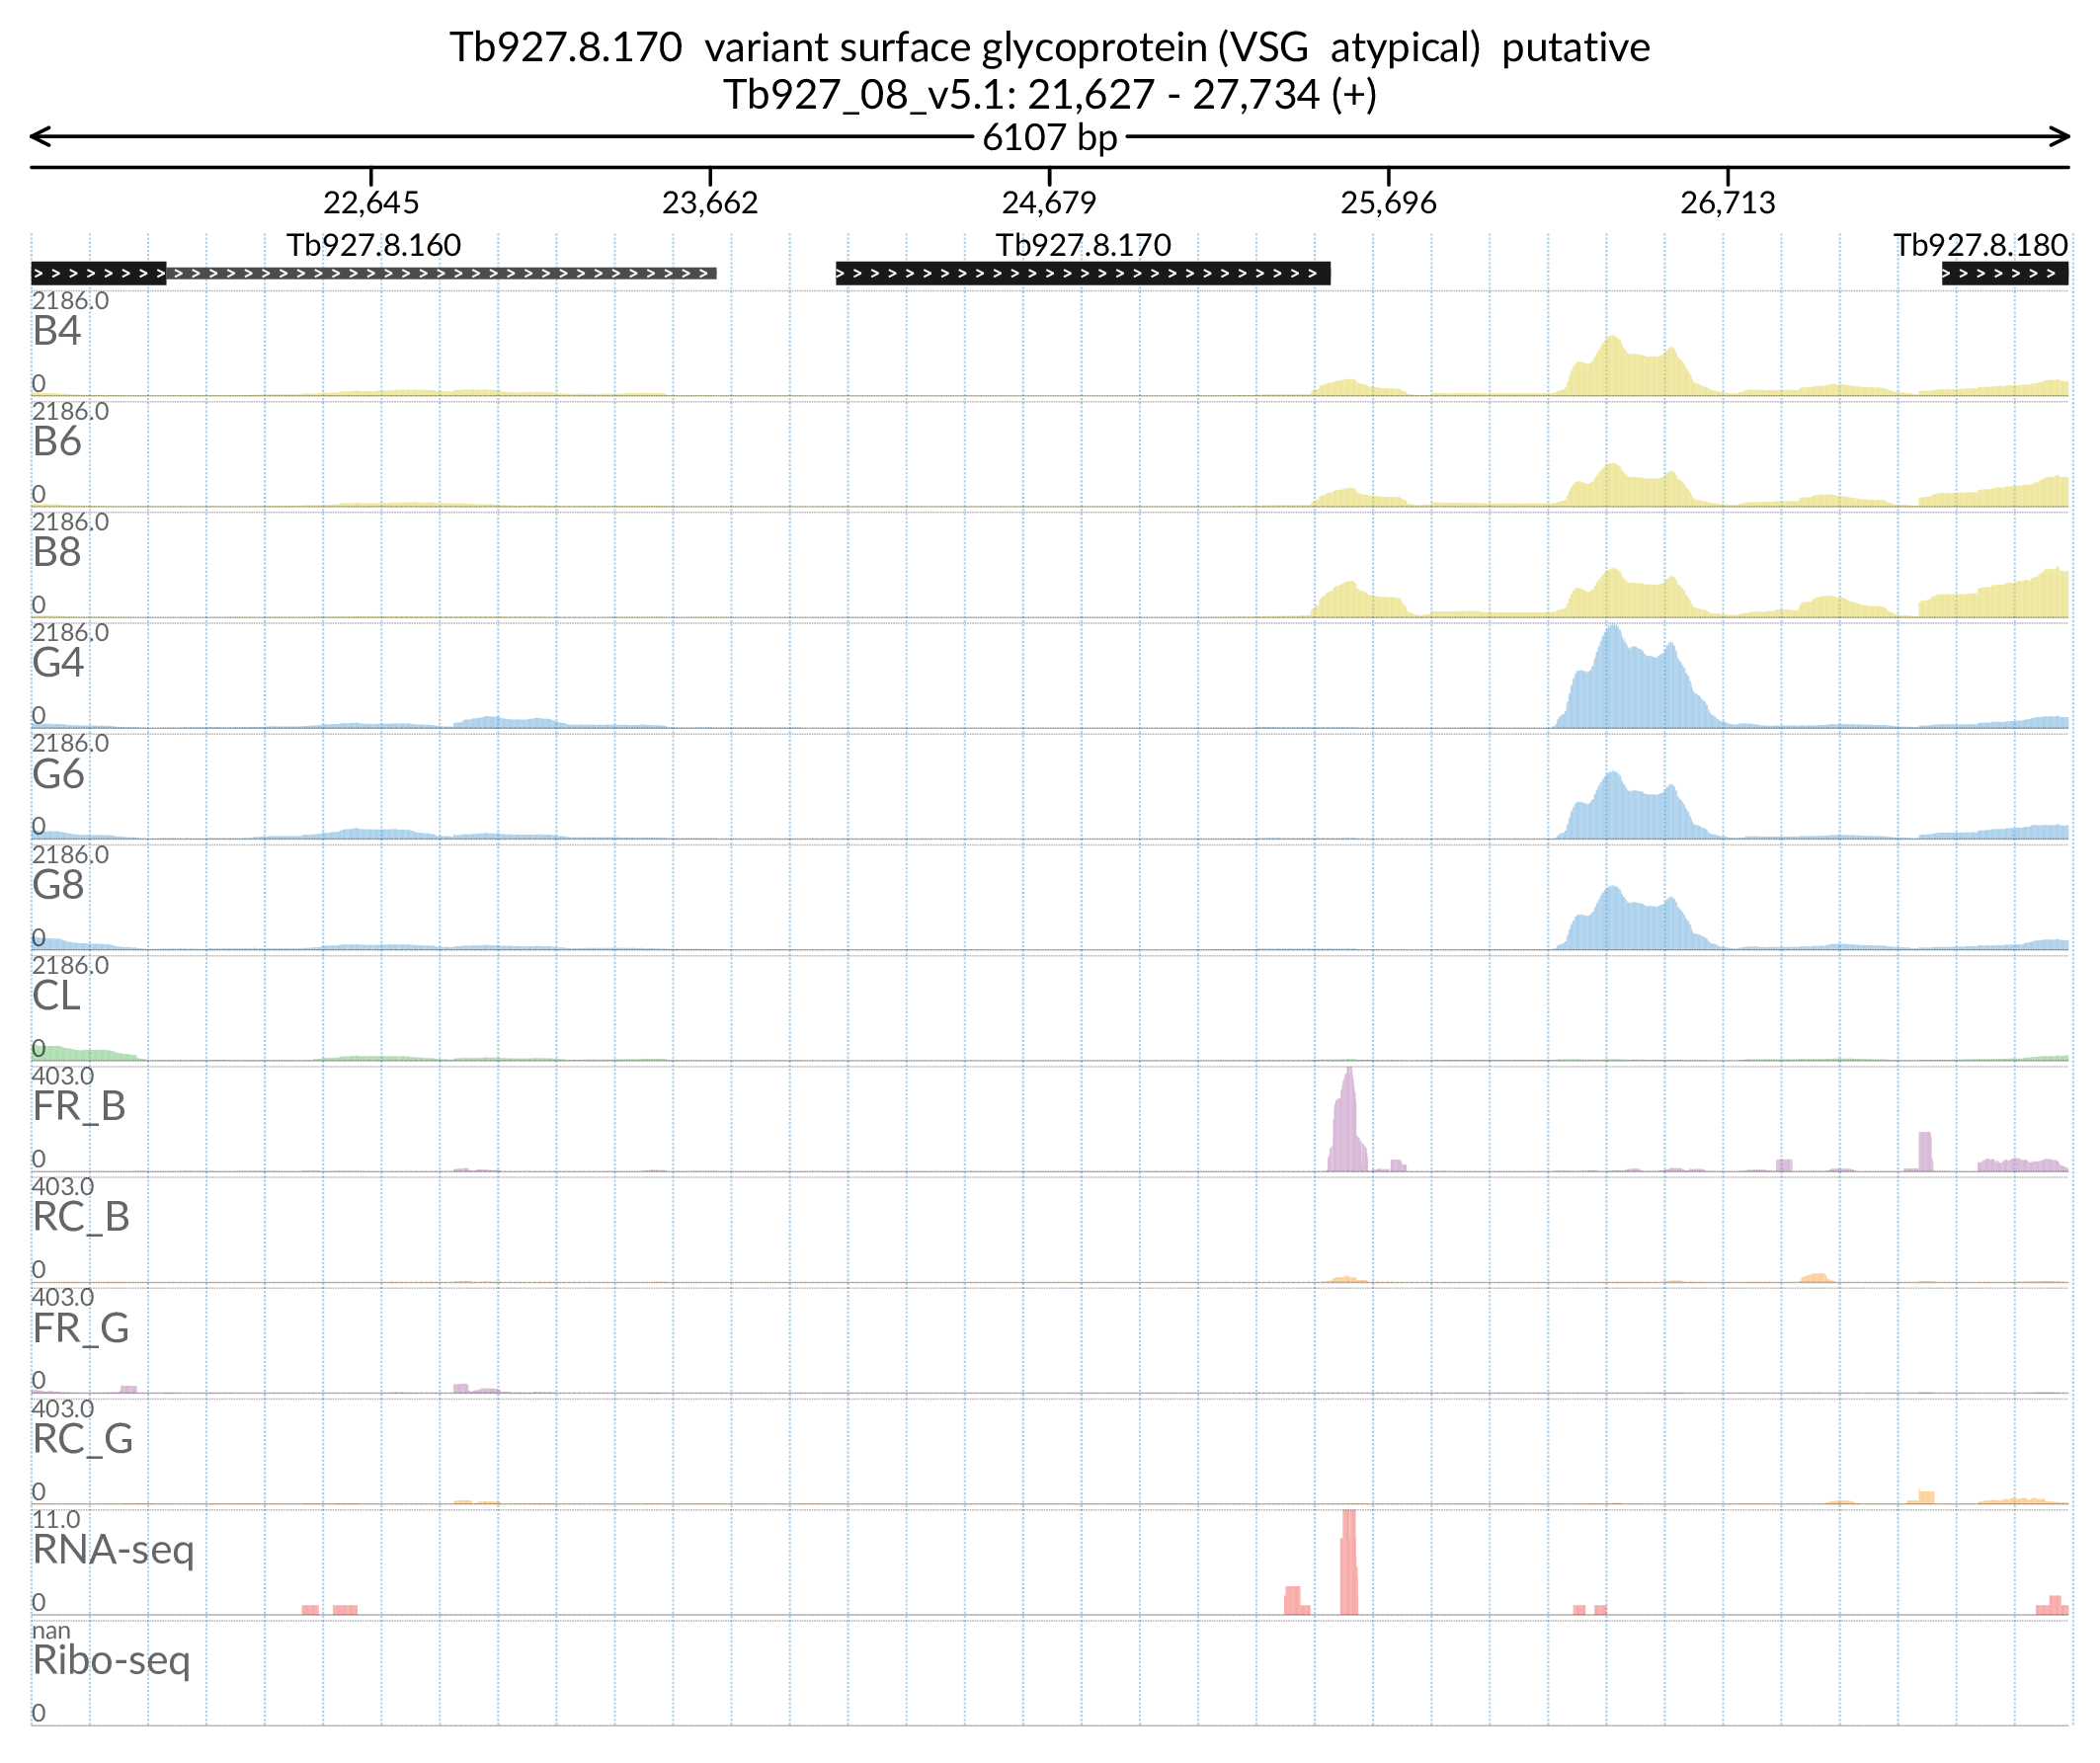 Tb927.8.170  variant surface glycoprotein (VSG  atypical)  putative
Tb927_08_v5.1: 21,627 - 27,734 (+)
6107 bp
22,645 23,662 24,679 25,696 26,713
Tb927.8.160 Tb927.8.170 Tb927.8.180
2186.0
B4
0
2186.0
B6
0
2186.0
B8
0
2186.0
G4
0
2186.0
G6
0
2186.0
G8
0
2186.0
CL
0
403.0
FR_B
0
403.0
RC_B
0
403.0
FR_G
0
403.0
RC_G
0
11.0
RNA-seq
0
nan
Ribo-seq
0